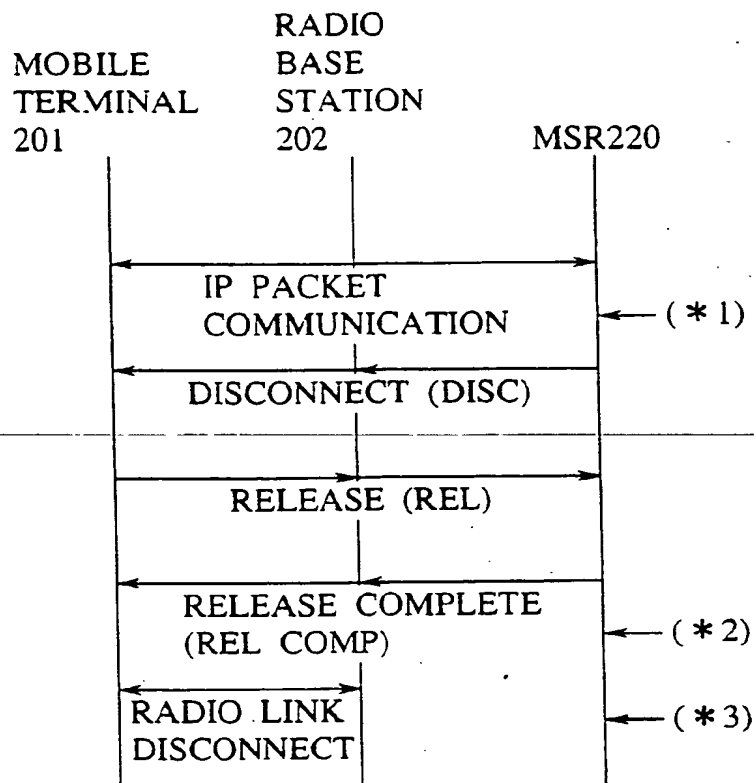 MOBILE
TERMINAL
201
RADIO
BASE
STATION
202
MSR220
IP PACKET
COMMUNICATION
(*1)
DISCONNECT (DISC)
RELEASE (REL)
RELEASE COMPLETE
(REL COMP)
(*2)
RADIO LINK
DISCONNECT
(*3)